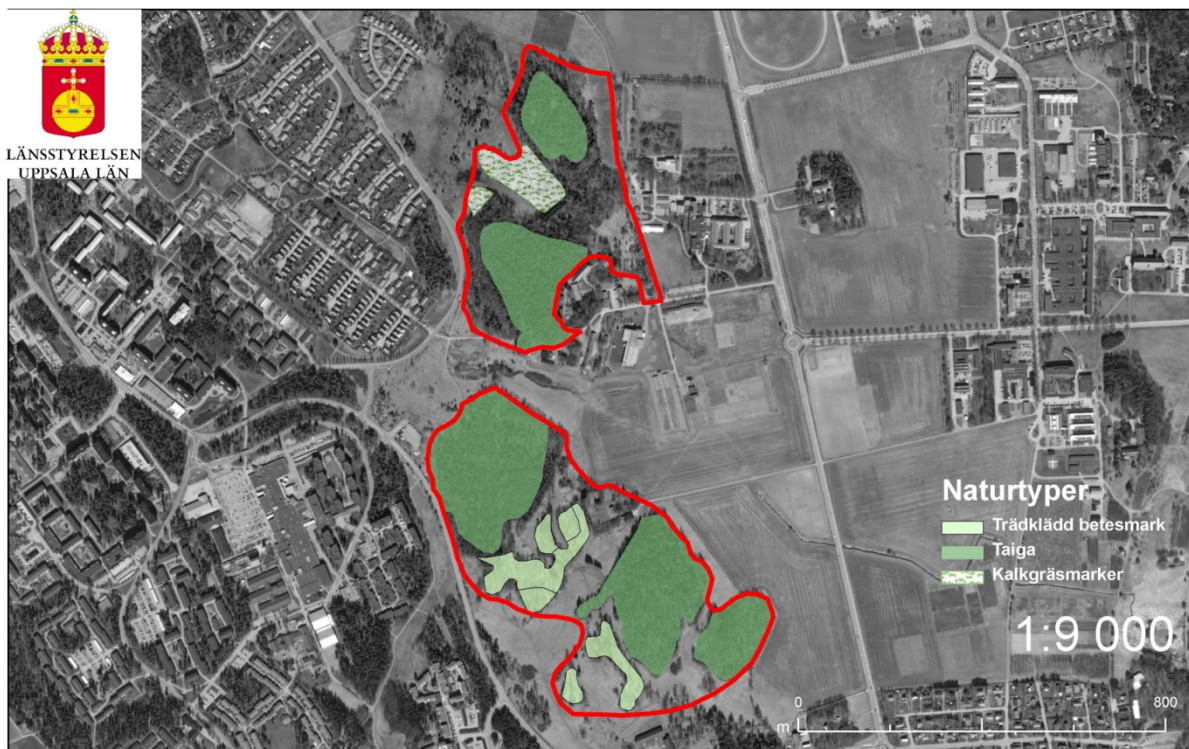 LÄNSSTYRELSEN
UPPSALA LÄN
Naturtyper
Trädklädd betesmark
Taiga
Kalkgräsmarker
1:9 000
0 800
m